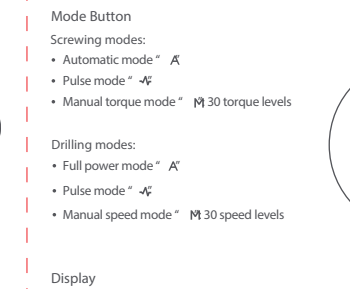 Mode Button
Screwing modes:
• Automatic mode “ A”
• Pulse mode “ ”
• Manual torque mode “ M” 30 torque levels
Drilling modes:
• Full power mode “ A”
• Pulse mode “ ”
• Manual speed mode “ M” 30 speed levels
Display